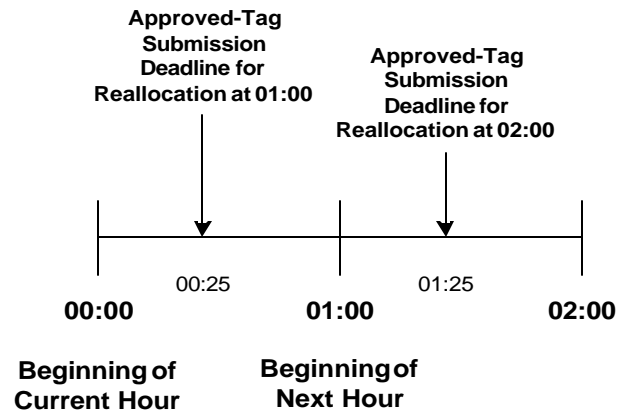 Approved-Tag
Submission
Deadline for
Reallocation at 01:00
Approved-Tag
Submission
Deadline for
Reallocation at 02:00
00:25
01:25
00:00
01:00
02:00
Beginning of
Current Hour
Beginning of
Next Hour